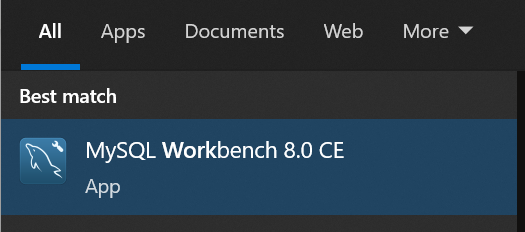 All Apps Documents Web More
Best match
MySQL Workbench 8.0 CE
App